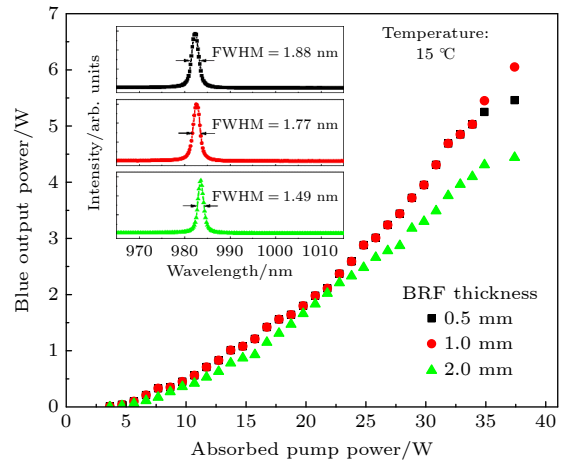 Blue output power/W
7
6
5
4
3
2
1
0
0
5
10
15
20
25
30
35
40
Absorbed pump power/W
Temperature:
15 ℃
Intensity/arb. units
FWHM = 1.88 nm
FWHM = 1.77 nm
FWHM = 1.49 nm
970
980
990
1000
1010
Wavelength/nm
BRF thickness
0.5 mm
1.0 mm
2.0 mm